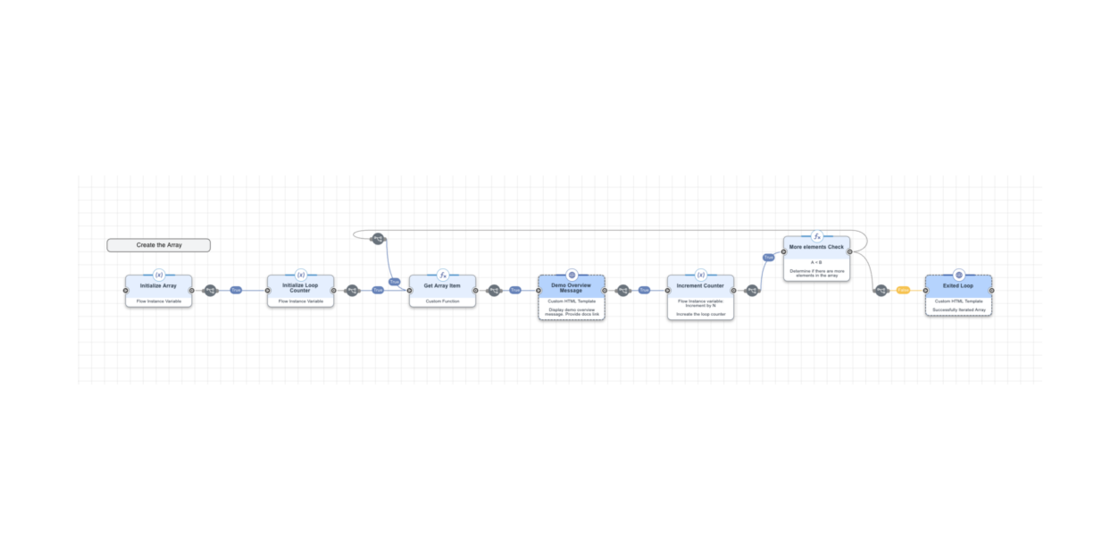 Create the Array
Initialize Array
Flow Instance Variable
True
Initialize Loop
Counter
Flow Instance Variable
True
True
Get Array Item
Custom Function
True
Demo Overview
Message
Custom HTML Template
Display demo overview
message. Provide docs link
True
Increment Counter
Flow Instance variable:
Increment by N
Increate the loop counter
True
More elements Check
Determine if there are more
elements in the array
False
Exited Loop
Custom HTML Template
Successfully Iterated Array